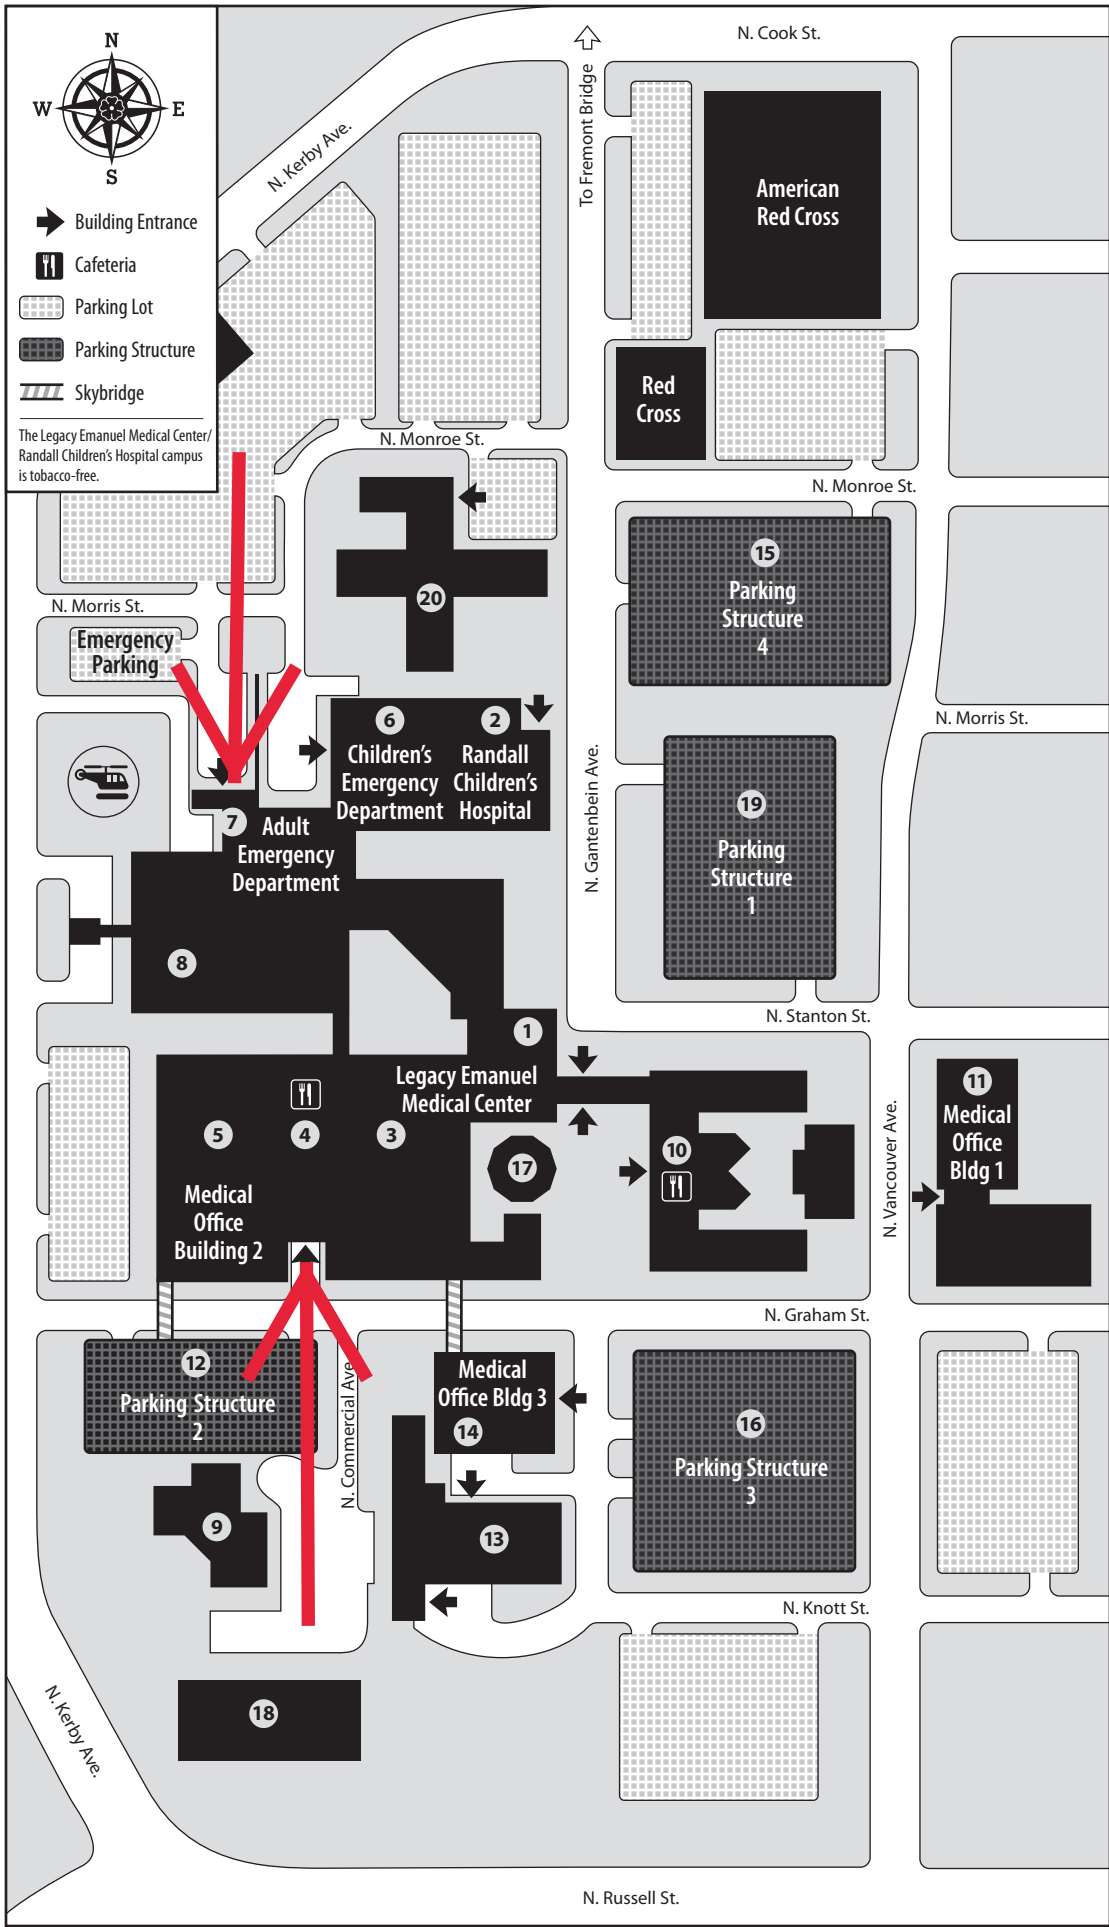 N
W
E
S
Building Entrance
Cafeteria
Parking Lot
Parking Structure
Skybridge
The Legacy Emanuel Medical Center/
Randall Children's Hospital campus
is tobacco-free.
N. Cook St.
N. Kerby Ave.
To Fremont Bridge
American
Red Cross
Red
Cross
N. Monroe St.
N. Monroe St.
15
Parking
Structure
4
20
N. Morris St.
Emergency
Parking
6
Children's
Emergency
Department
2
Randall
Children's
Hospital
N. Morris St.
N. Gantenbein Ave.
19
Parking
Structure
1
7
Adult
Emergency
Department
8
N. Stanton St.
1
Legacy Emanuel
Medical Center
5
4
3
17
10
11
Medical
Office
Bldg 1
N. Vancouver Ave.
Medical
Office
Building 2
N. Graham St.
12
Parking Structure
2
N. Commercial Ave.
Medical
Office Bldg 3
14
16
Parking Structure
3
9
13
N. Knott St.
18
N. Kerby Ave.
N. Russell St.